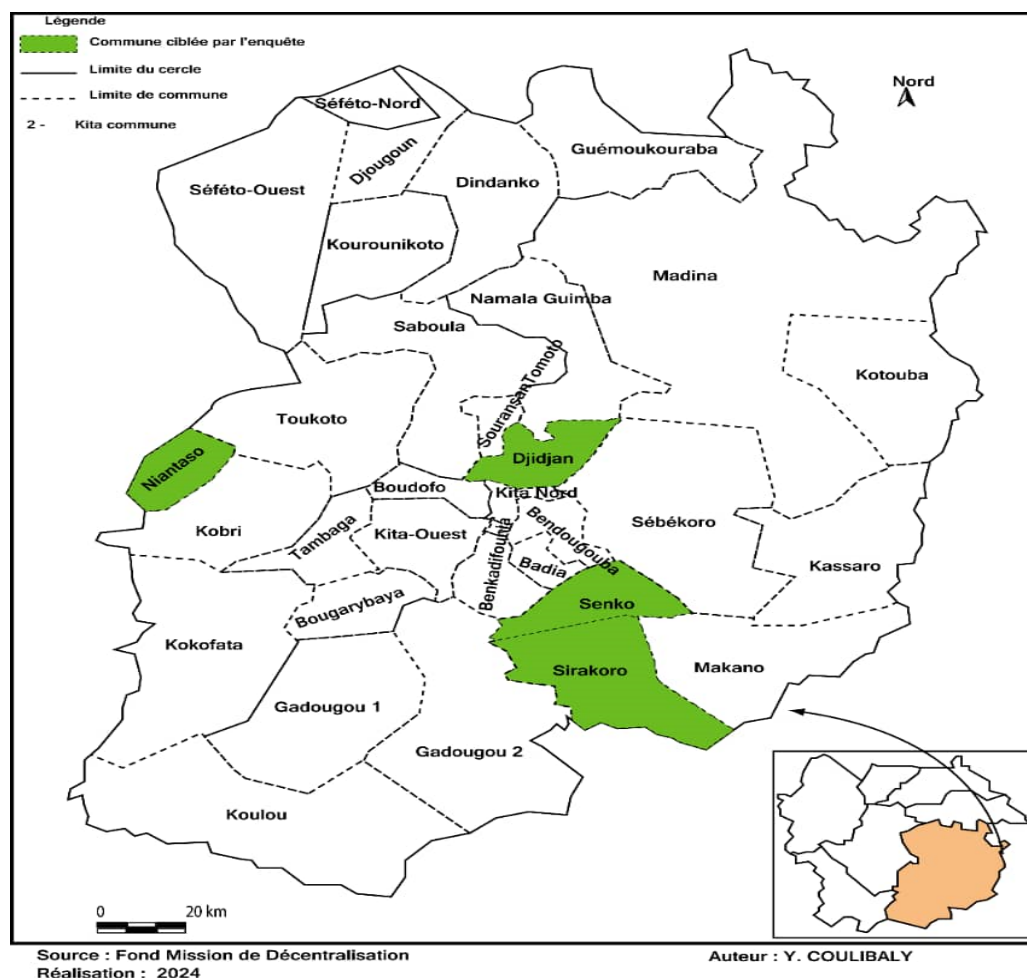 Légende
Commune ciblée par l'enquête
Limite du cercle
Limite de commune
2 - Kita commune
Nord
Séféto-Nord
Guémoukouraba
Djougoun
Séféto-Ouest
Dindanko
Kourounikoto
Madina
Namala Guimba
Saboula
Kotouba
SouransanTomoto
Toukoto
Djidjan
Niantaso
Boudofo
Kita Nord
Kobri
Tambaga
Kita-Ouest
Benkadifounia
Bendougouba
Sébékoro
Badia
Kassaro
Bougarybaya
Senko
Kokofata
Sirakoro
Makano
Gadougou 1
Gadougou 2
Koulou
0 20 km
Source : Fond Mission de Décentralisation
Auteur : Y. COULIBALY
Réalisation : 2024